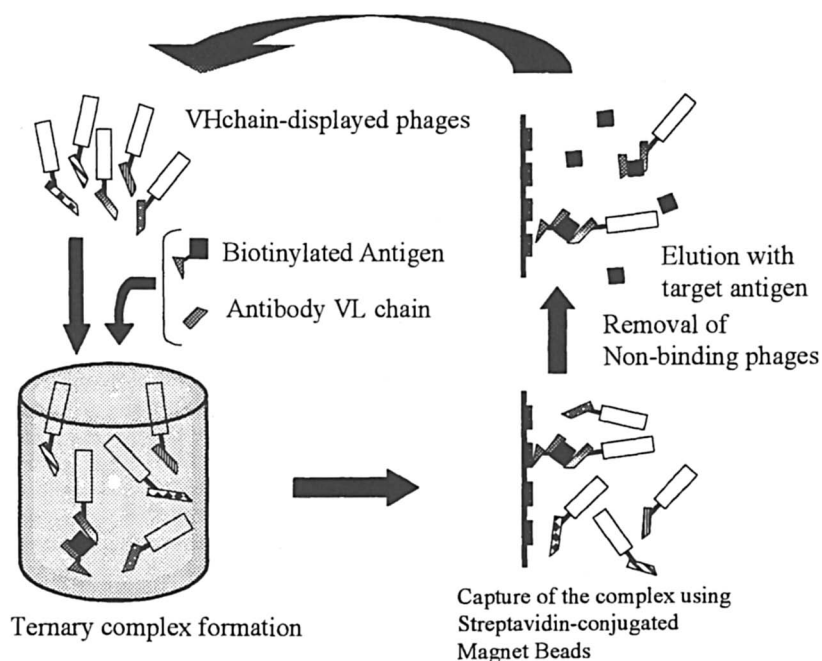 VHchain-displayed phages
Biotinylated Antigen
Antibody VL chain
Ternary complex formation
Elution with
target antigen
Removal of
Non-binding phages
Capture of the complex using
Streptavidin-conjugated
Magnet Beads